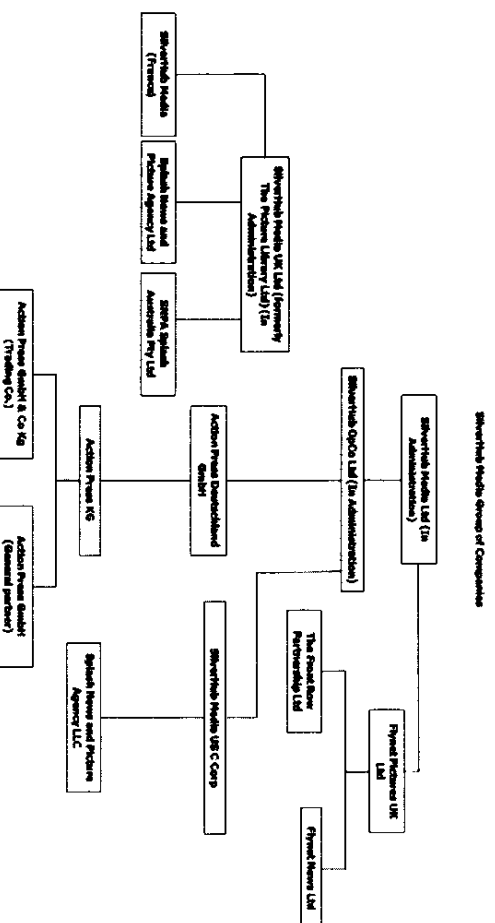 SilverHub Media Group of Companies
SilverHub Media Ltd (In
Administration)
Flynet Pictures UK
Ltd
SilverHub OpCo Ltd (In Administration)
The Front Row
Partnership Ltd
Flynet News Ltd
SilverHub Media UK Ltd (formerly
The Picture Library Ltd) (In
Administration)
Action Press Deutschland
GmbH
SilverHub Media US C Corp
SilverHub Media
(France)
Splash News and
Picture Agency Ltd
SNPA Splash
Australia Pty Ltd
Action Press KG
Splash News and Picture
Agency LLC
Action Press GmbH & Co Kg
(Trading Co.)
Action Press GmbH
(General partner)